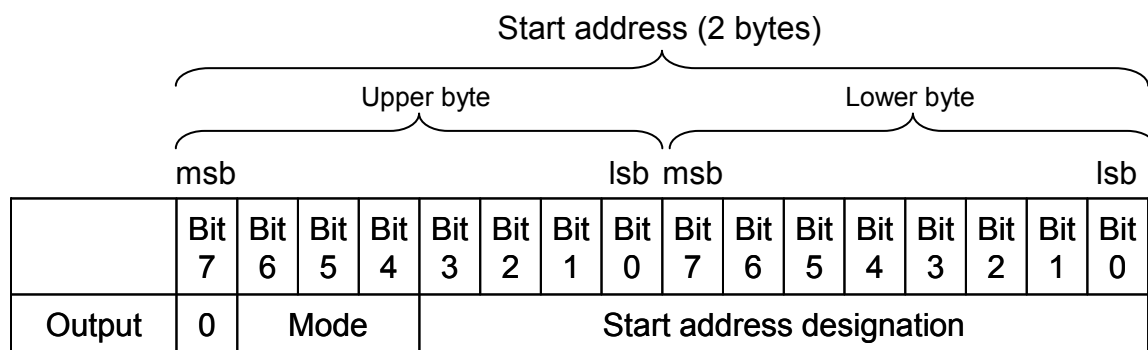 Start address (2 bytes)
Upper byte Lower byte
msb lsb msb lsb
Bit 7 Bit 6 Bit 5 Bit 4 Bit 3 Bit 2 Bit 1 Bit 0 Bit 7 Bit 6 Bit 5 Bit 4 Bit 3 Bit 2 Bit 1 Bit 0
Output 0 Mode Start address designation